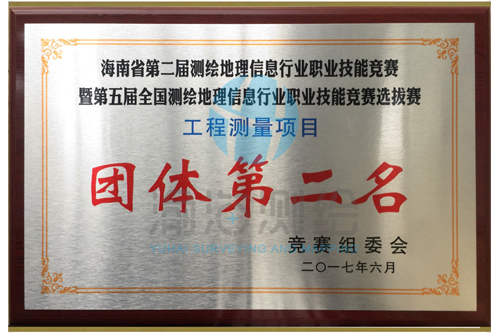 海南省第二届测绘地理信息行业职业技能竞赛
暨第五届全国测绘地理信息行业职业技能竞赛选拔赛
工程测量项目
团体第二名
竞赛组委会
二〇一七年六月